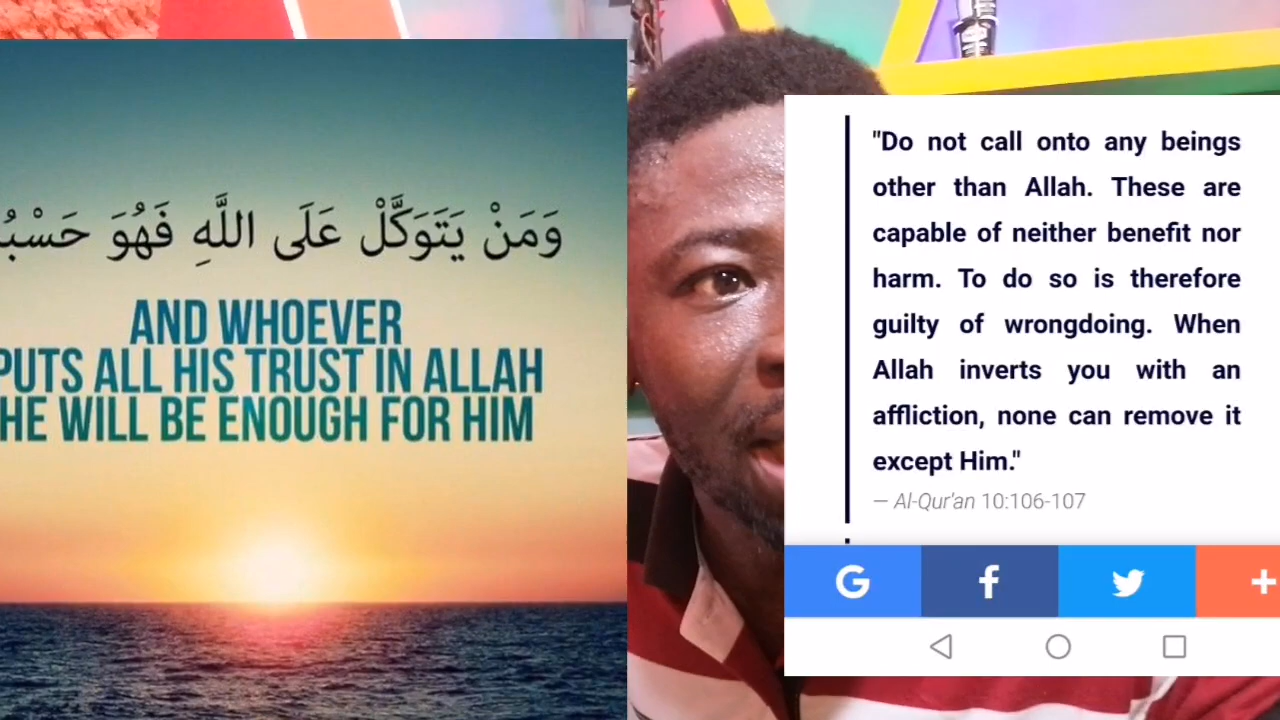 وَمَنْ يَتَوَكَّلْ عَلَى اللَّهِ فَهُوَ
AND WHOEVER
PUTS ALL HIS TRUST IN ALLAH
HE WILL BE ENOUGH FOR HIM
"Do not call onto any beings
other than Allah. These are
capable of neither benefit nor
harm. To do so is therefore
guilty of wrongdoing. When
Allah inverts you with an
affliction, none can remove it
except Him."
— Al-Qur'an 10:106-107
G f +